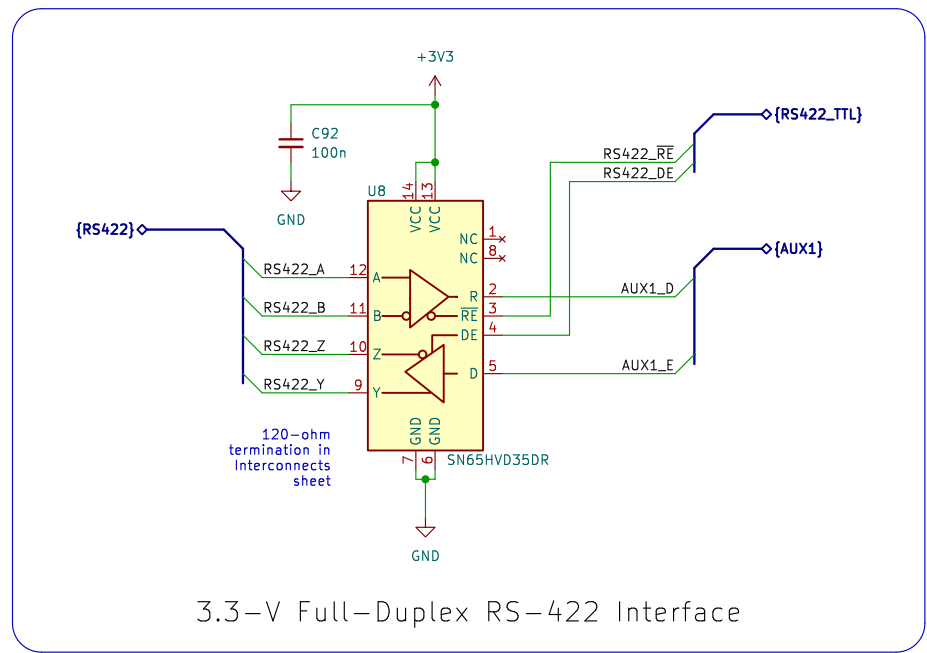 +3V3
C92
100n
GND
{RS422_TTL}
RS422_R̅E̅
RS422_DE
{RS422}
{AUX1}
U8
14
13
VCC
VCC
NC 1
NC 8
RS422_A 12 A
R 2 AUX1_D
RS422_B 11 B
R̅E̅ 3
DE 4
RS422_Z 10 Z
D 5 AUX1_E
RS422_Y 9 Y
GND
GND
7
6
SN65HVD35DR
120-ohm
termination in
Interconnects
sheet
GND
3.3-V Full-Duplex RS-422 Interface